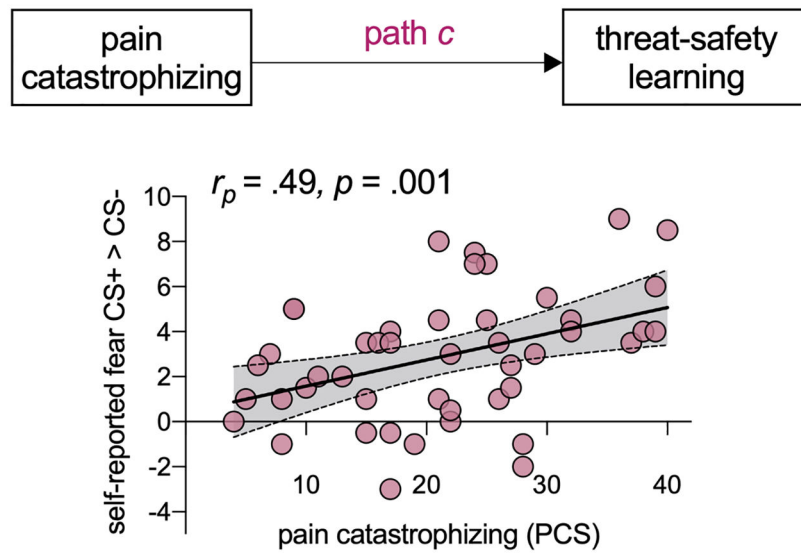 pain
catastrophizing
path c
threat-safety
learning
r_p = .49, p = .001
self-reported fear CS+ > CS-
10
8
6
4
2
0
-2
-4
10
20
30
40
pain catastrophizing (PCS)